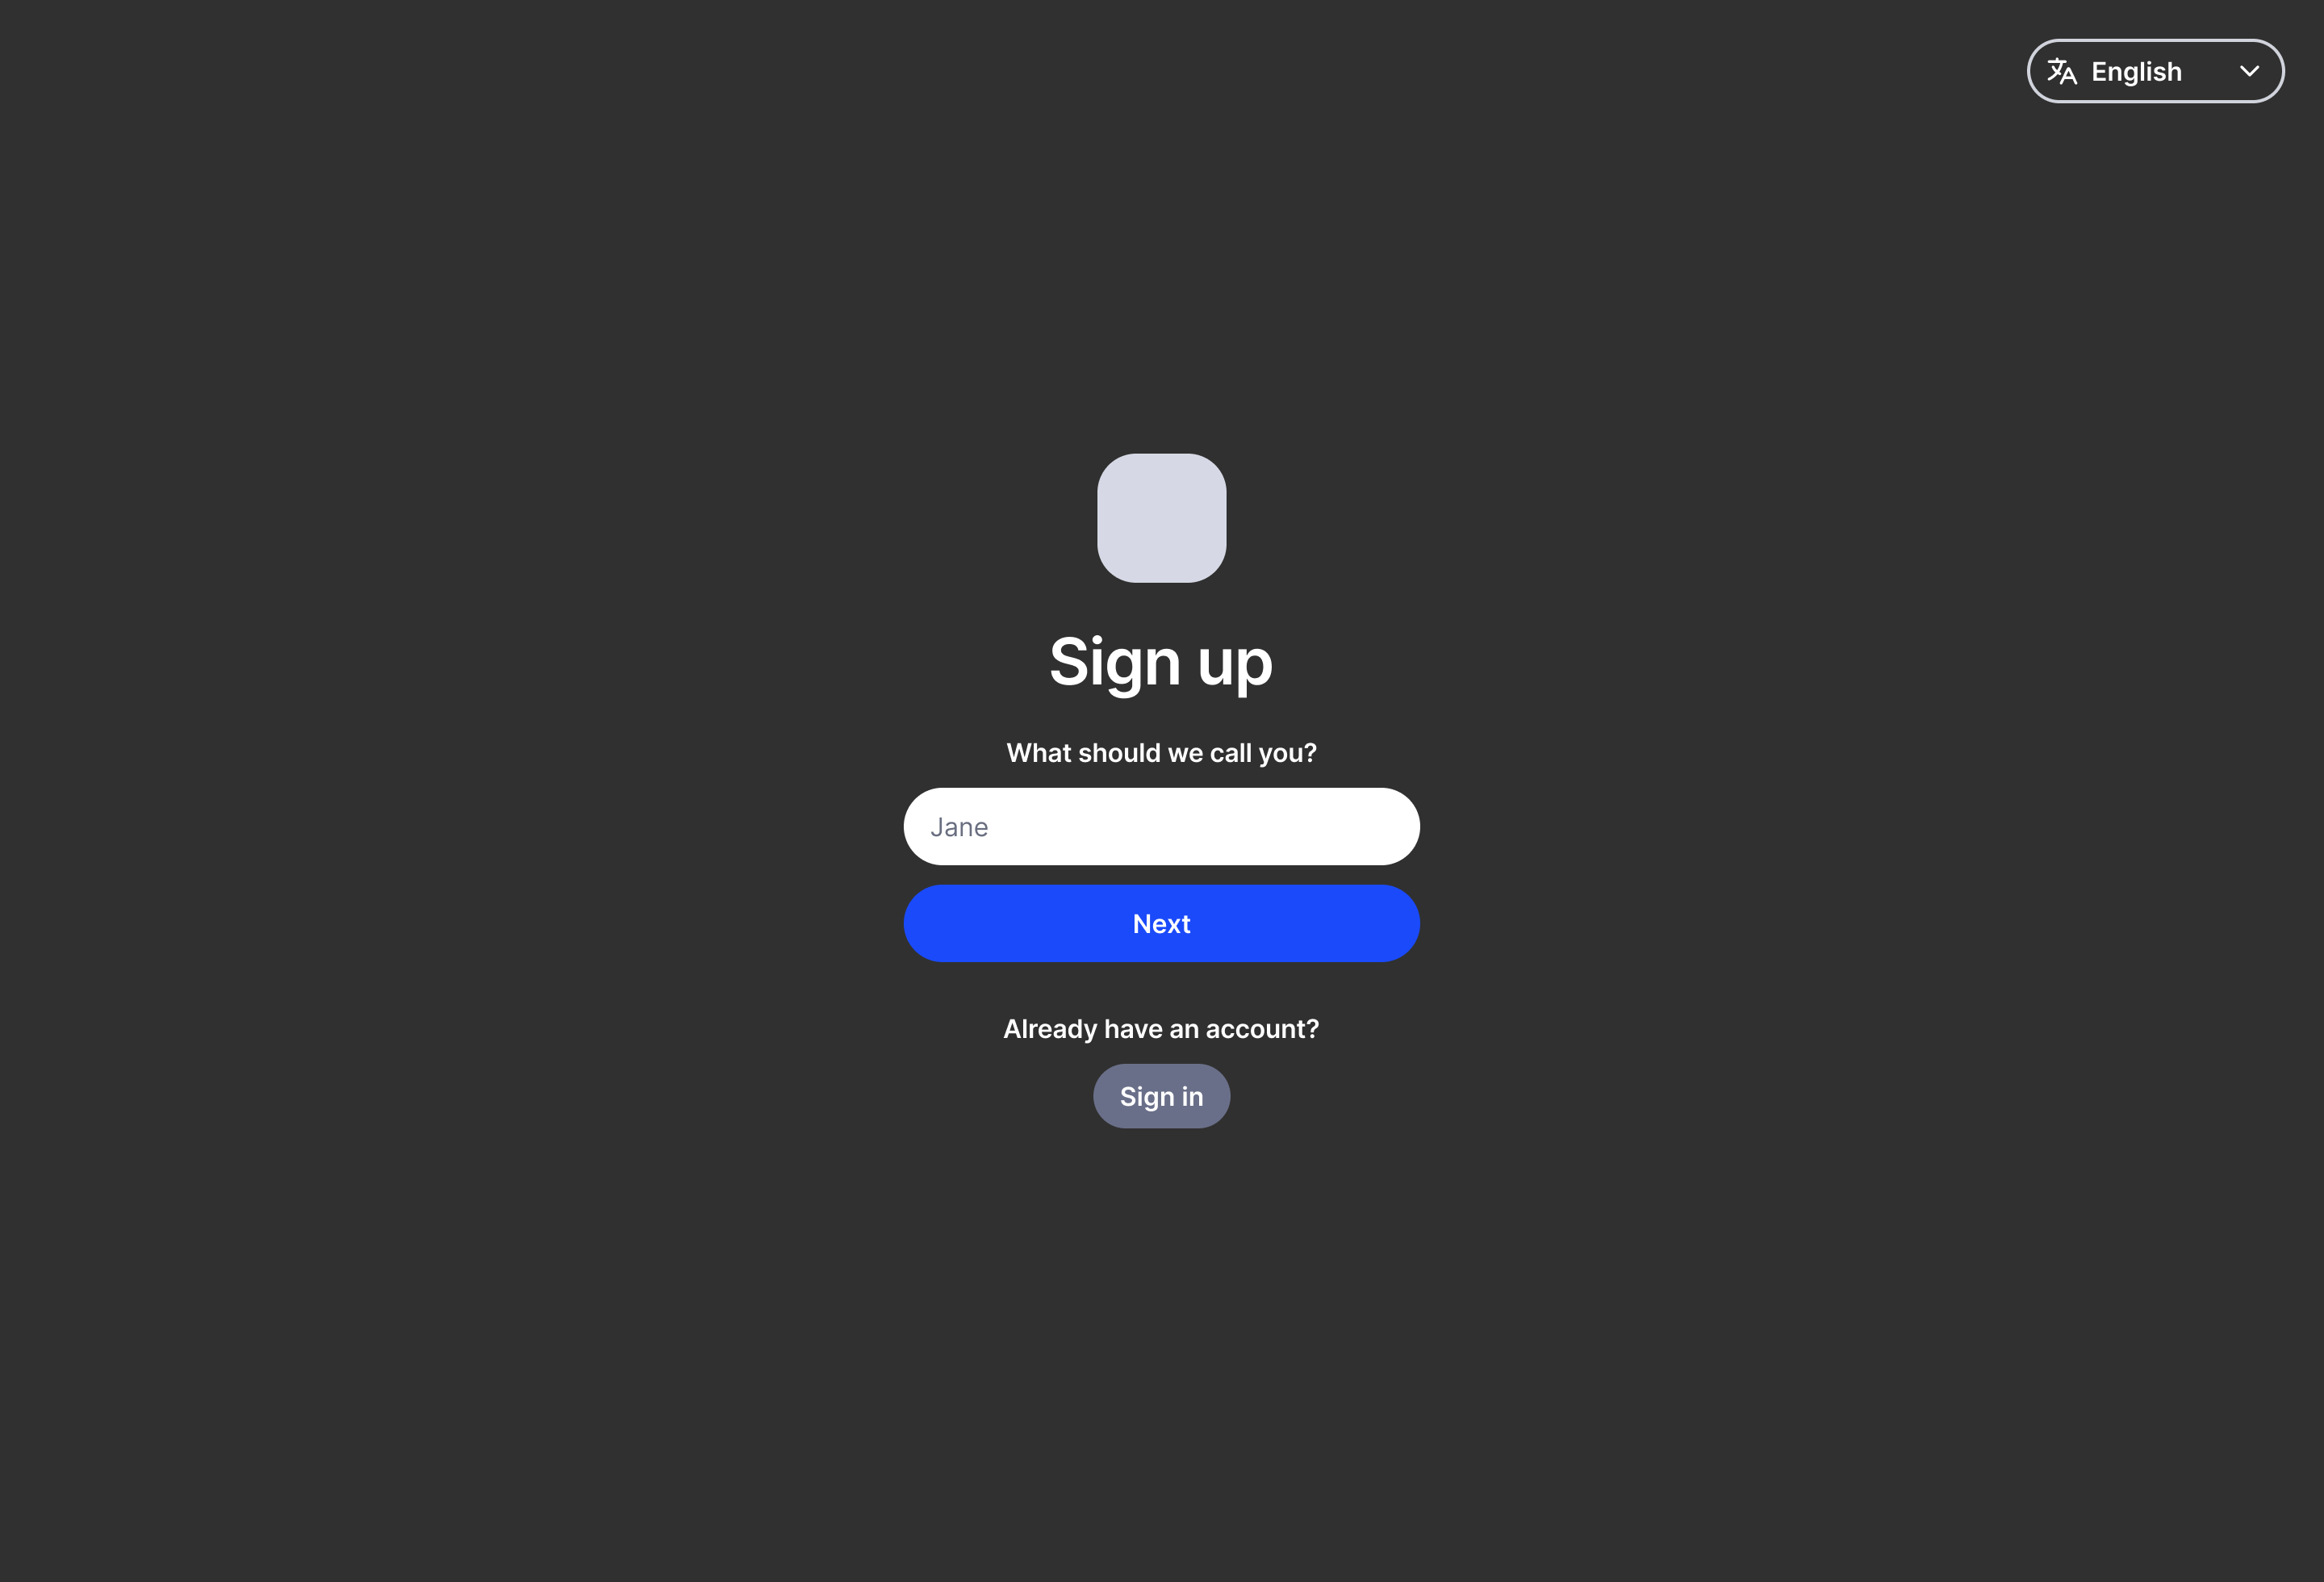 English
Sign up
What should we call you?
Jane
Next
Already have an account?
Sign in